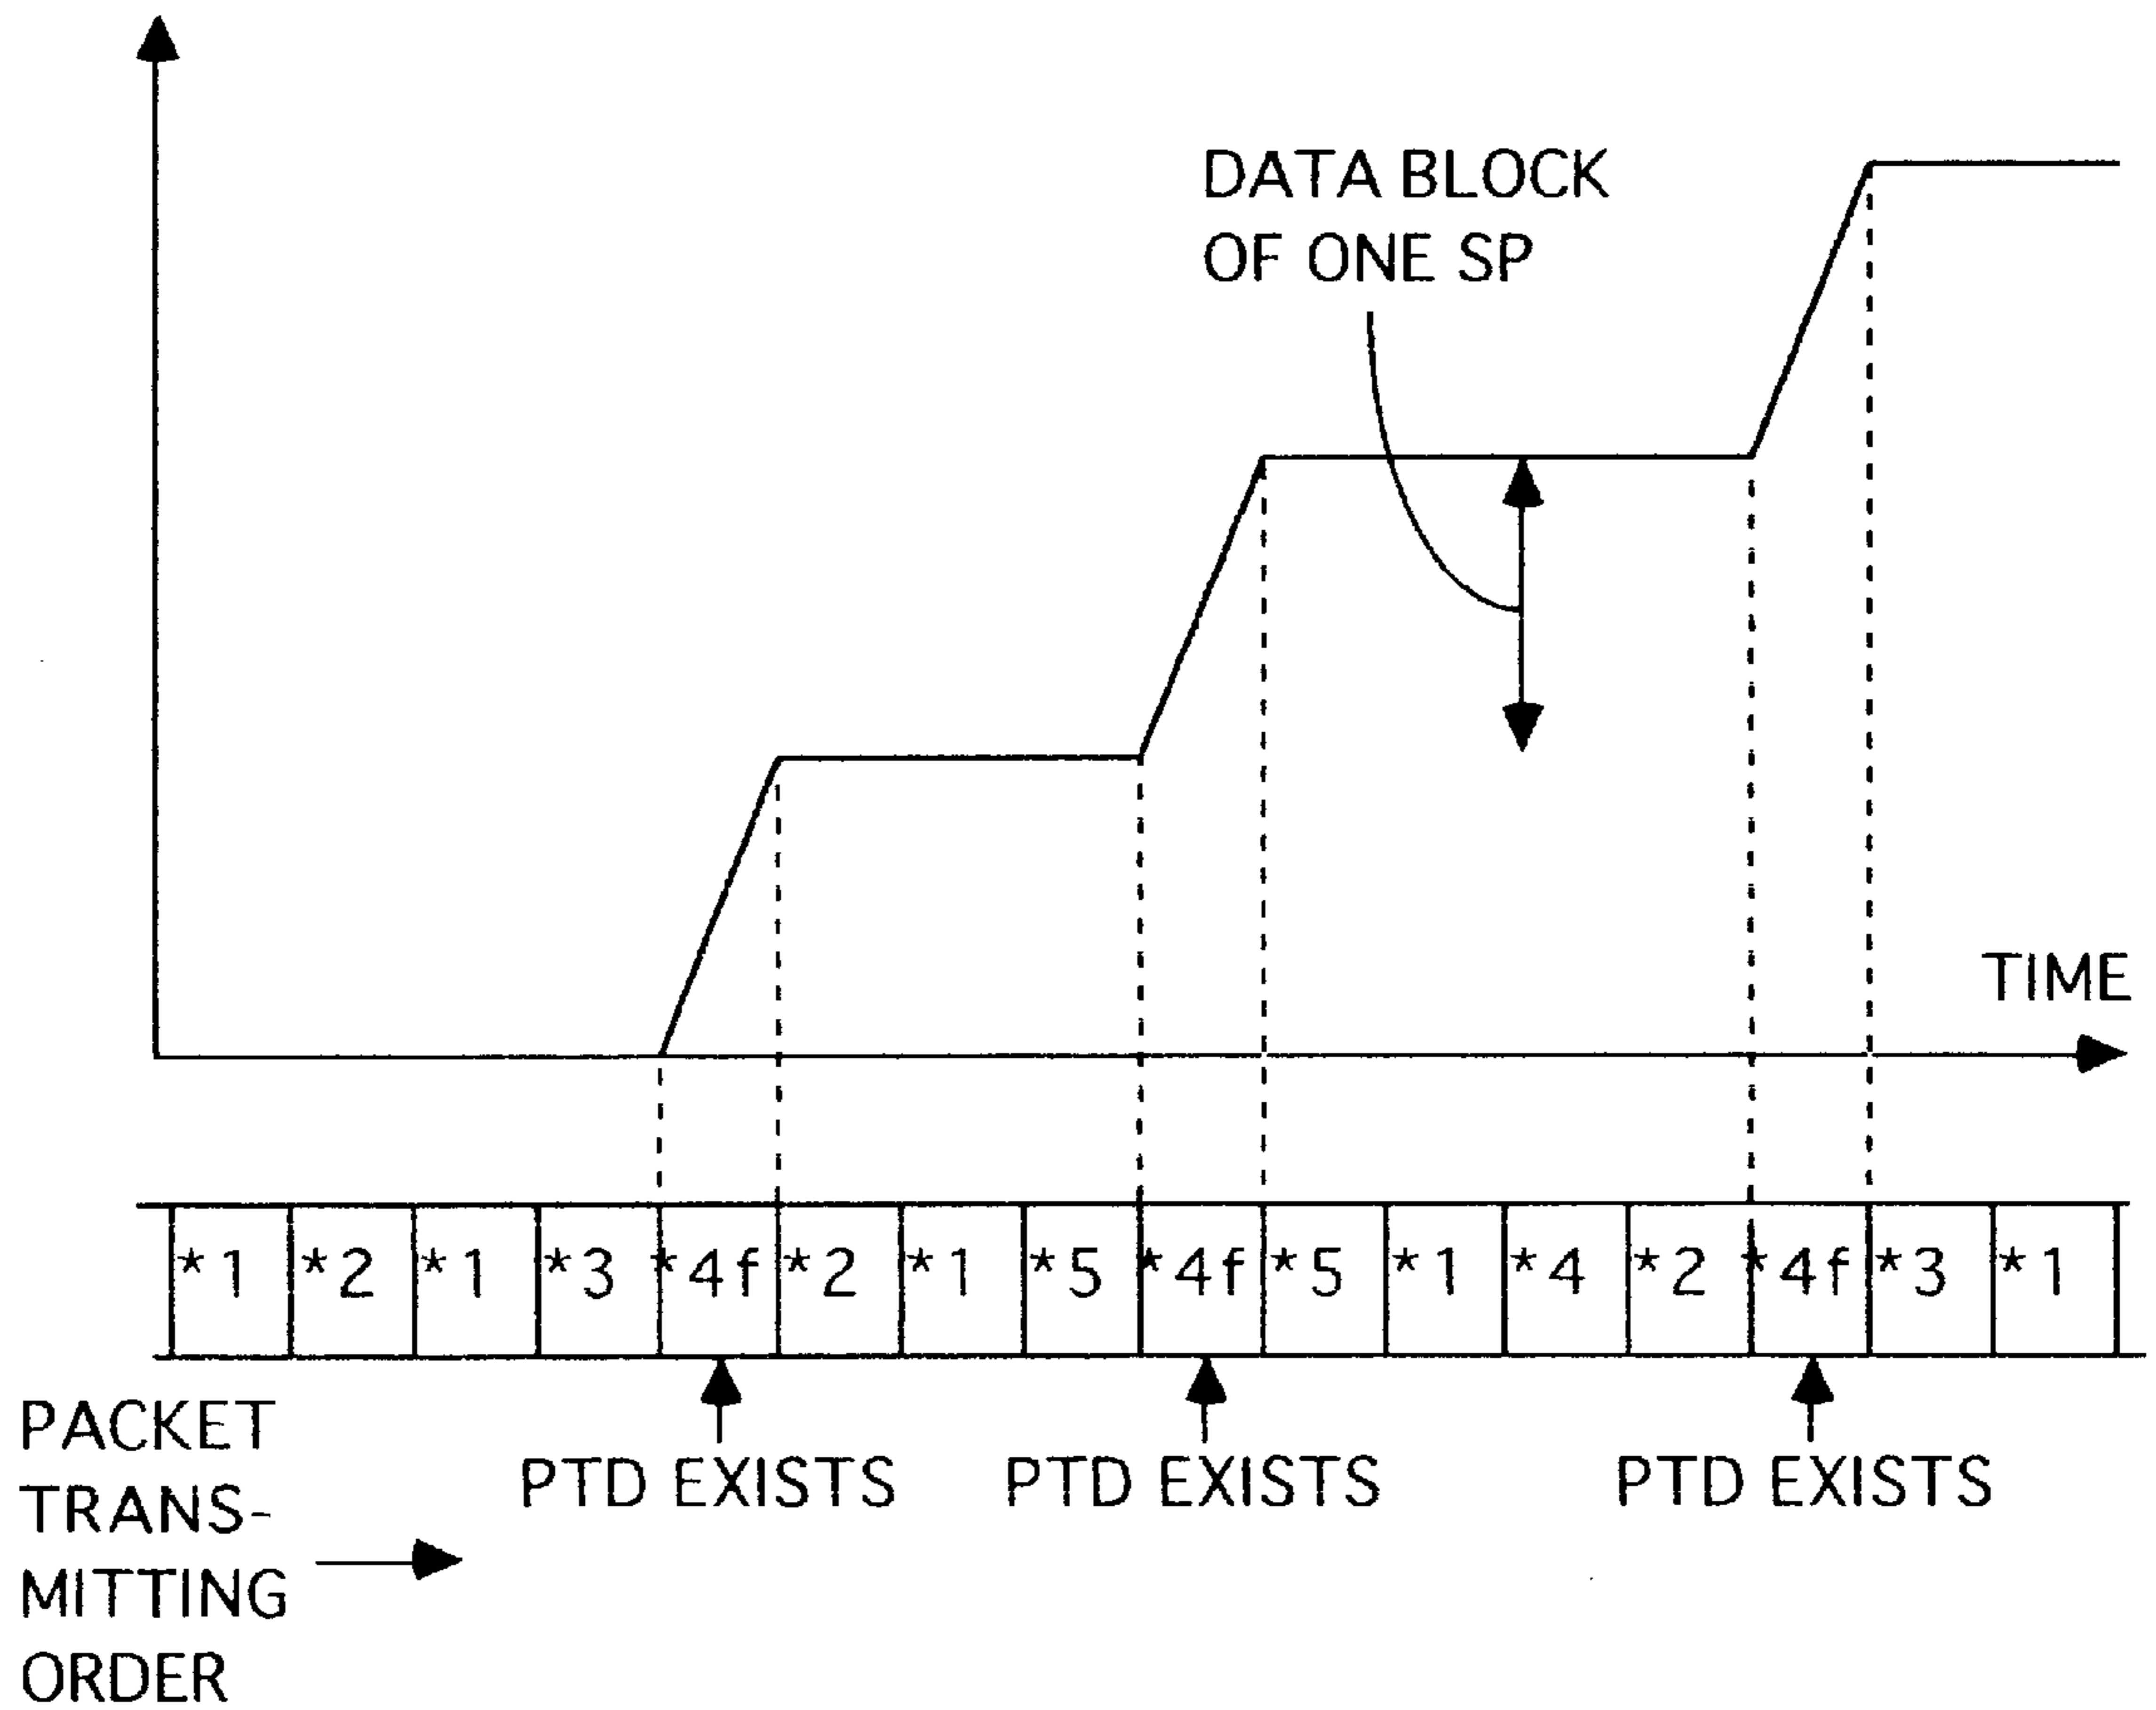 DATA BLOCK
OF ONE SP
TIME
*1 *2 *1 *3 *4f *2 *1 *5 *4f *5 *1 *4 *2 *4f *3 *1
PTD EXISTS PTD EXISTS PTD EXISTS
PACKET
TRANS-
MITTING
ORDER